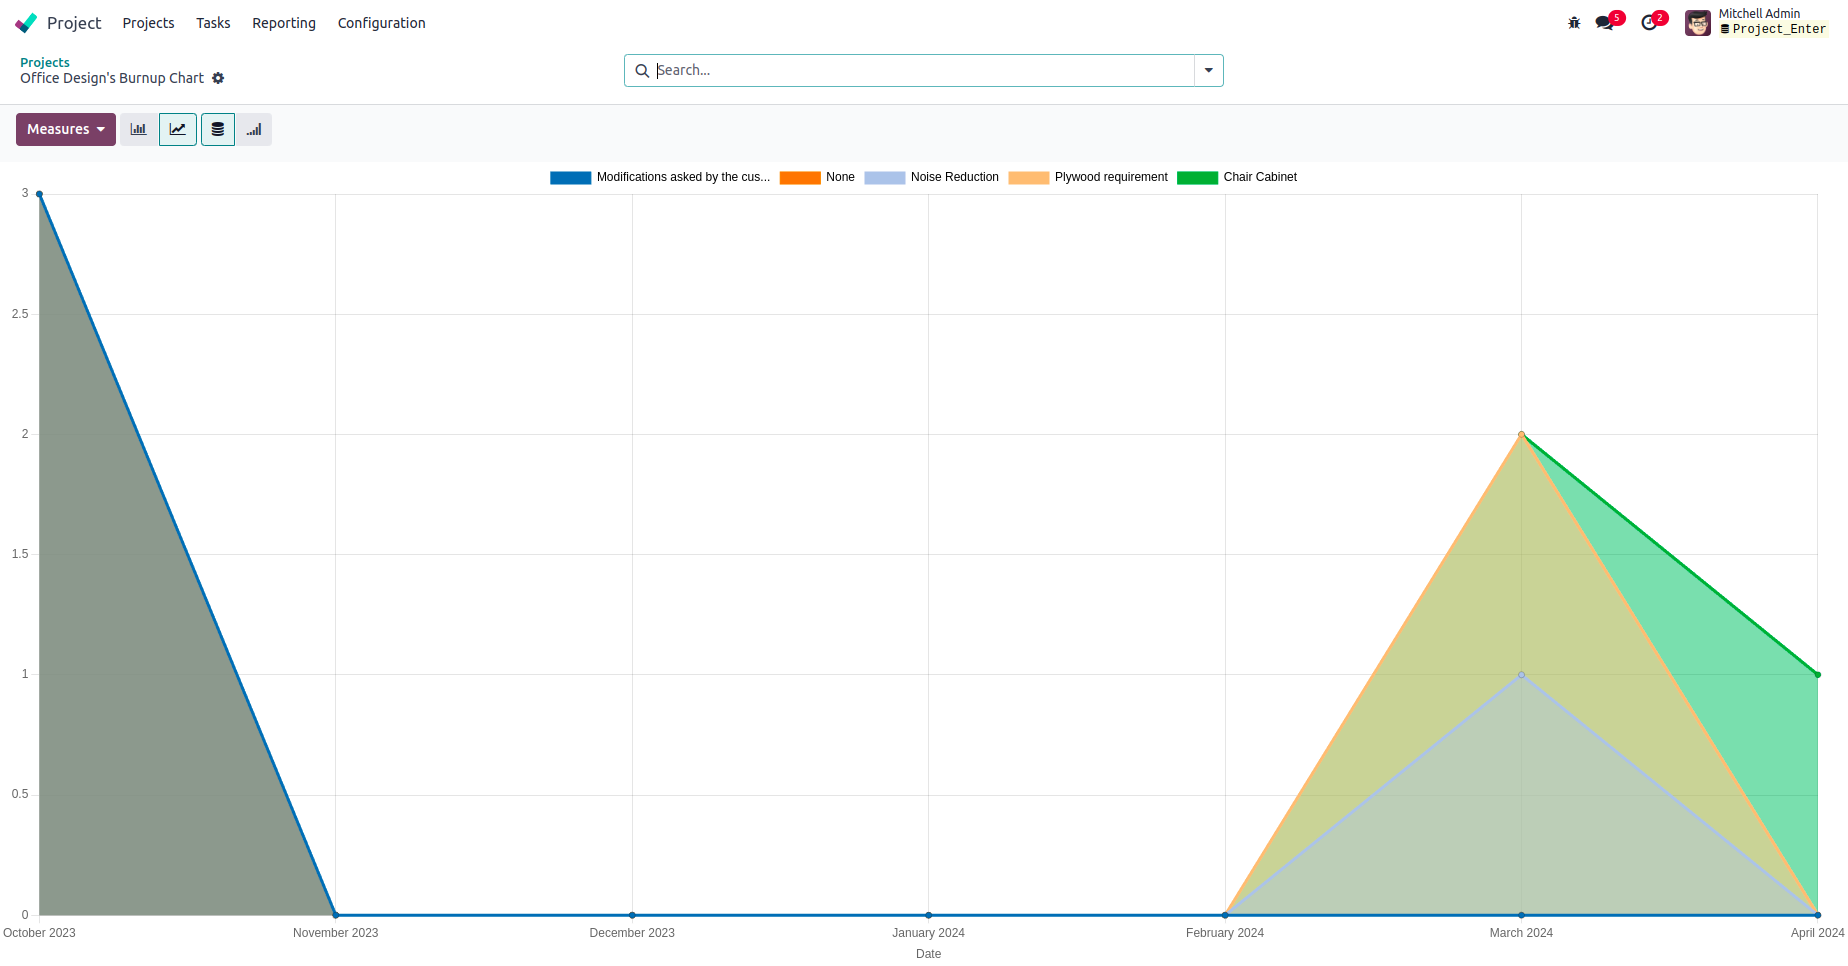 Project Projects Tasks Reporting Configuration
5 2 Mitchell Admin
Project_Enter
Projects
Office Design's Burnup Chart
Search...
Measures
Modifications asked by the cus... None Noise Reduction Plywood requirement Chair Cabinet
3
2.5
2
1.5
1
0.5
0
October 2023 November 2023 December 2023 January 2024 February 2024 March 2024 April 2024
Date